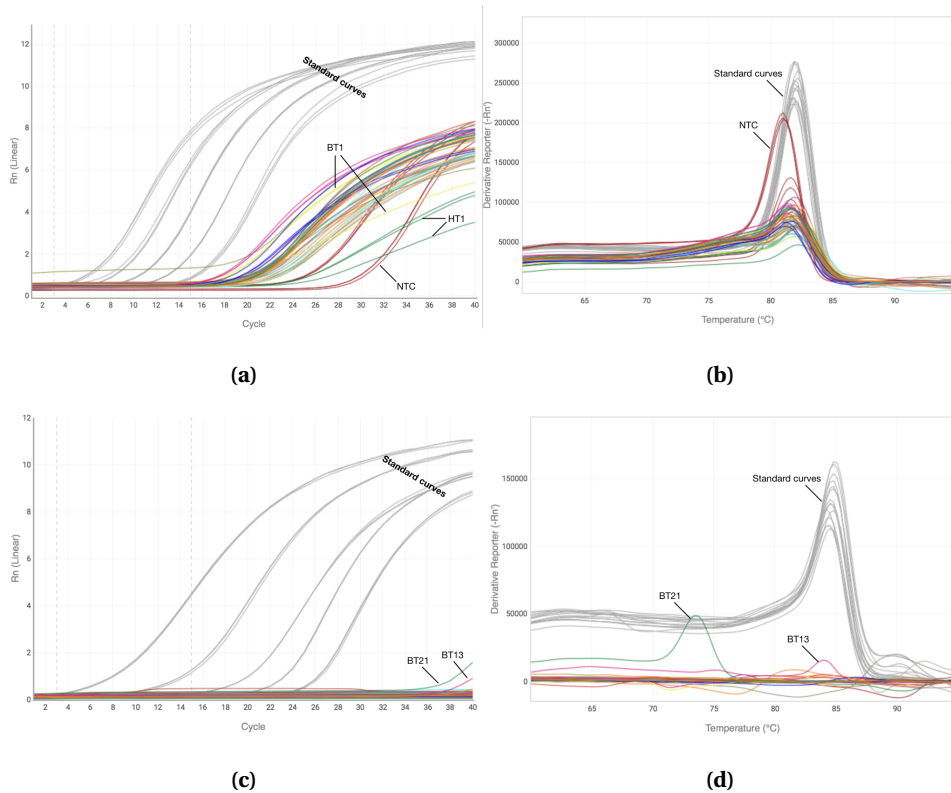 12
10
8
6
4
2
0
Rn (Linear)
Standard curves
BT1
HT1
NTC
2 4 6 8 10 12 14 16 18 20 22 24 26 28 30 32 34 36 38 40
Cycle
(a)
300000
250000
200000
150000
100000
50000
0
Derivative Reporter (-Rn')
Standard curves
NTC
65 70 75 80 85 90
Temperature (°C)
(b)
12
10
8
6
4
2
0
Rn (Linear)
Standard curves
BT21
BT13
2 4 6 8 10 12 14 16 18 20 22 24 26 28 30 32 34 36 38 40
Cycle
(c)
150000
100000
50000
0
Derivative Reporter (-Rn')
Standard curves
BT21
BT13
65 70 75 80 85 90
Temperature (°C)
(d)